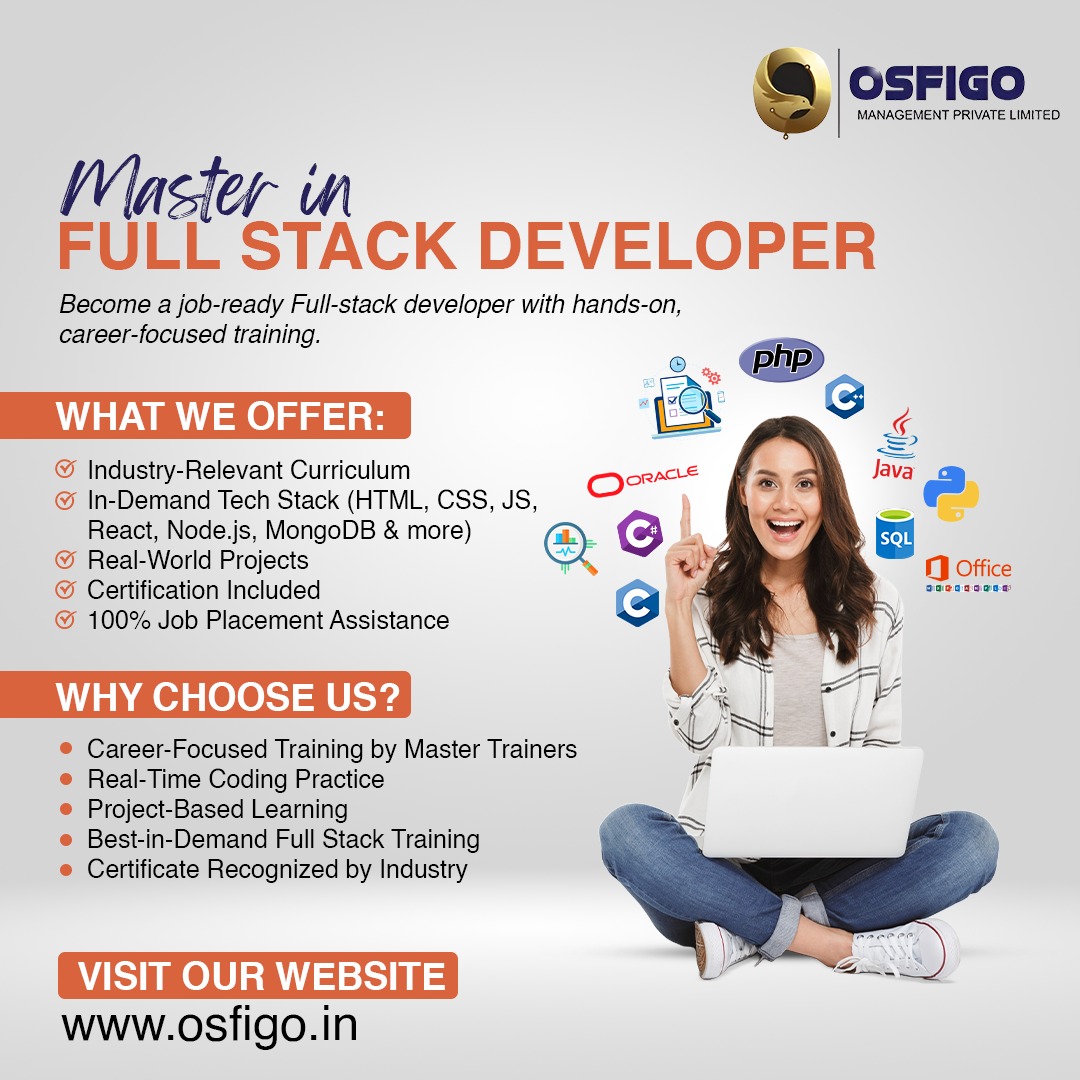 OSFIGO
MANAGEMENT PRIVATE LIMITED
Master in
FULL STACK DEVELOPER
Become a job-ready Full-stack developer with hands-on,
career-focused training.
WHAT WE OFFER:
Industry-Relevant Curriculum
In-Demand Tech Stack (HTML, CSS, JS,
React, Node.js, MongoDB & more)
Real-World Projects
Certification Included
100% Job Placement Assistance
php
C++
Java
ORACLE
C#
SQL
Office
C
WHY CHOOSE US?
Career-Focused Training by Master Trainers
Real-Time Coding Practice
Project-Based Learning
Best-in-Demand Full Stack Training
Certificate Recognized by Industry
VISIT OUR WEBSITE
www.osfigo.in